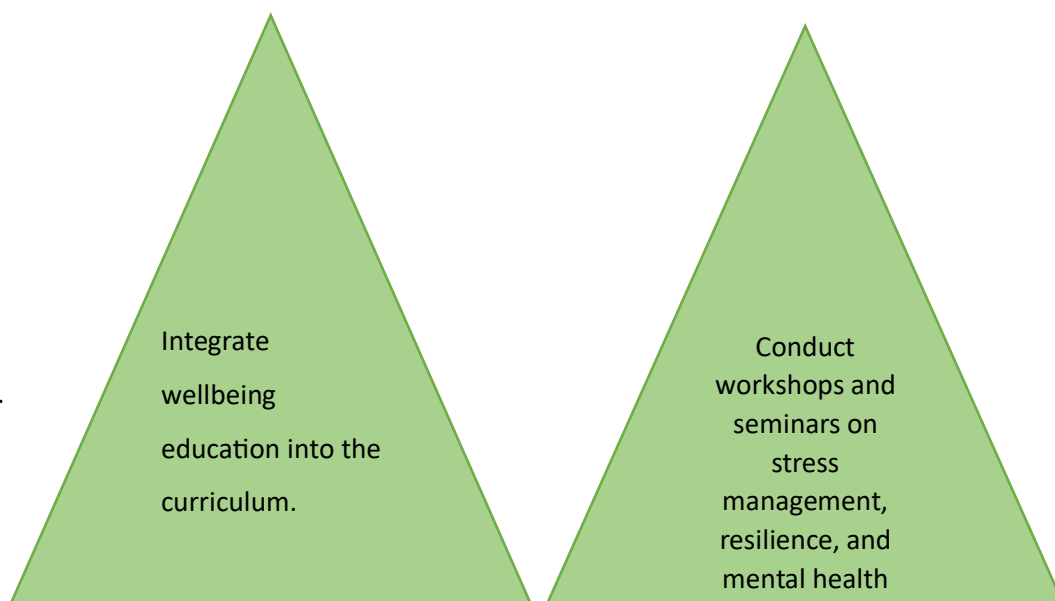 .
Integrate
wellbeing
education into the
curriculum.
Conduct
workshops and
seminars on
stress
management,
resilience, and
mental health